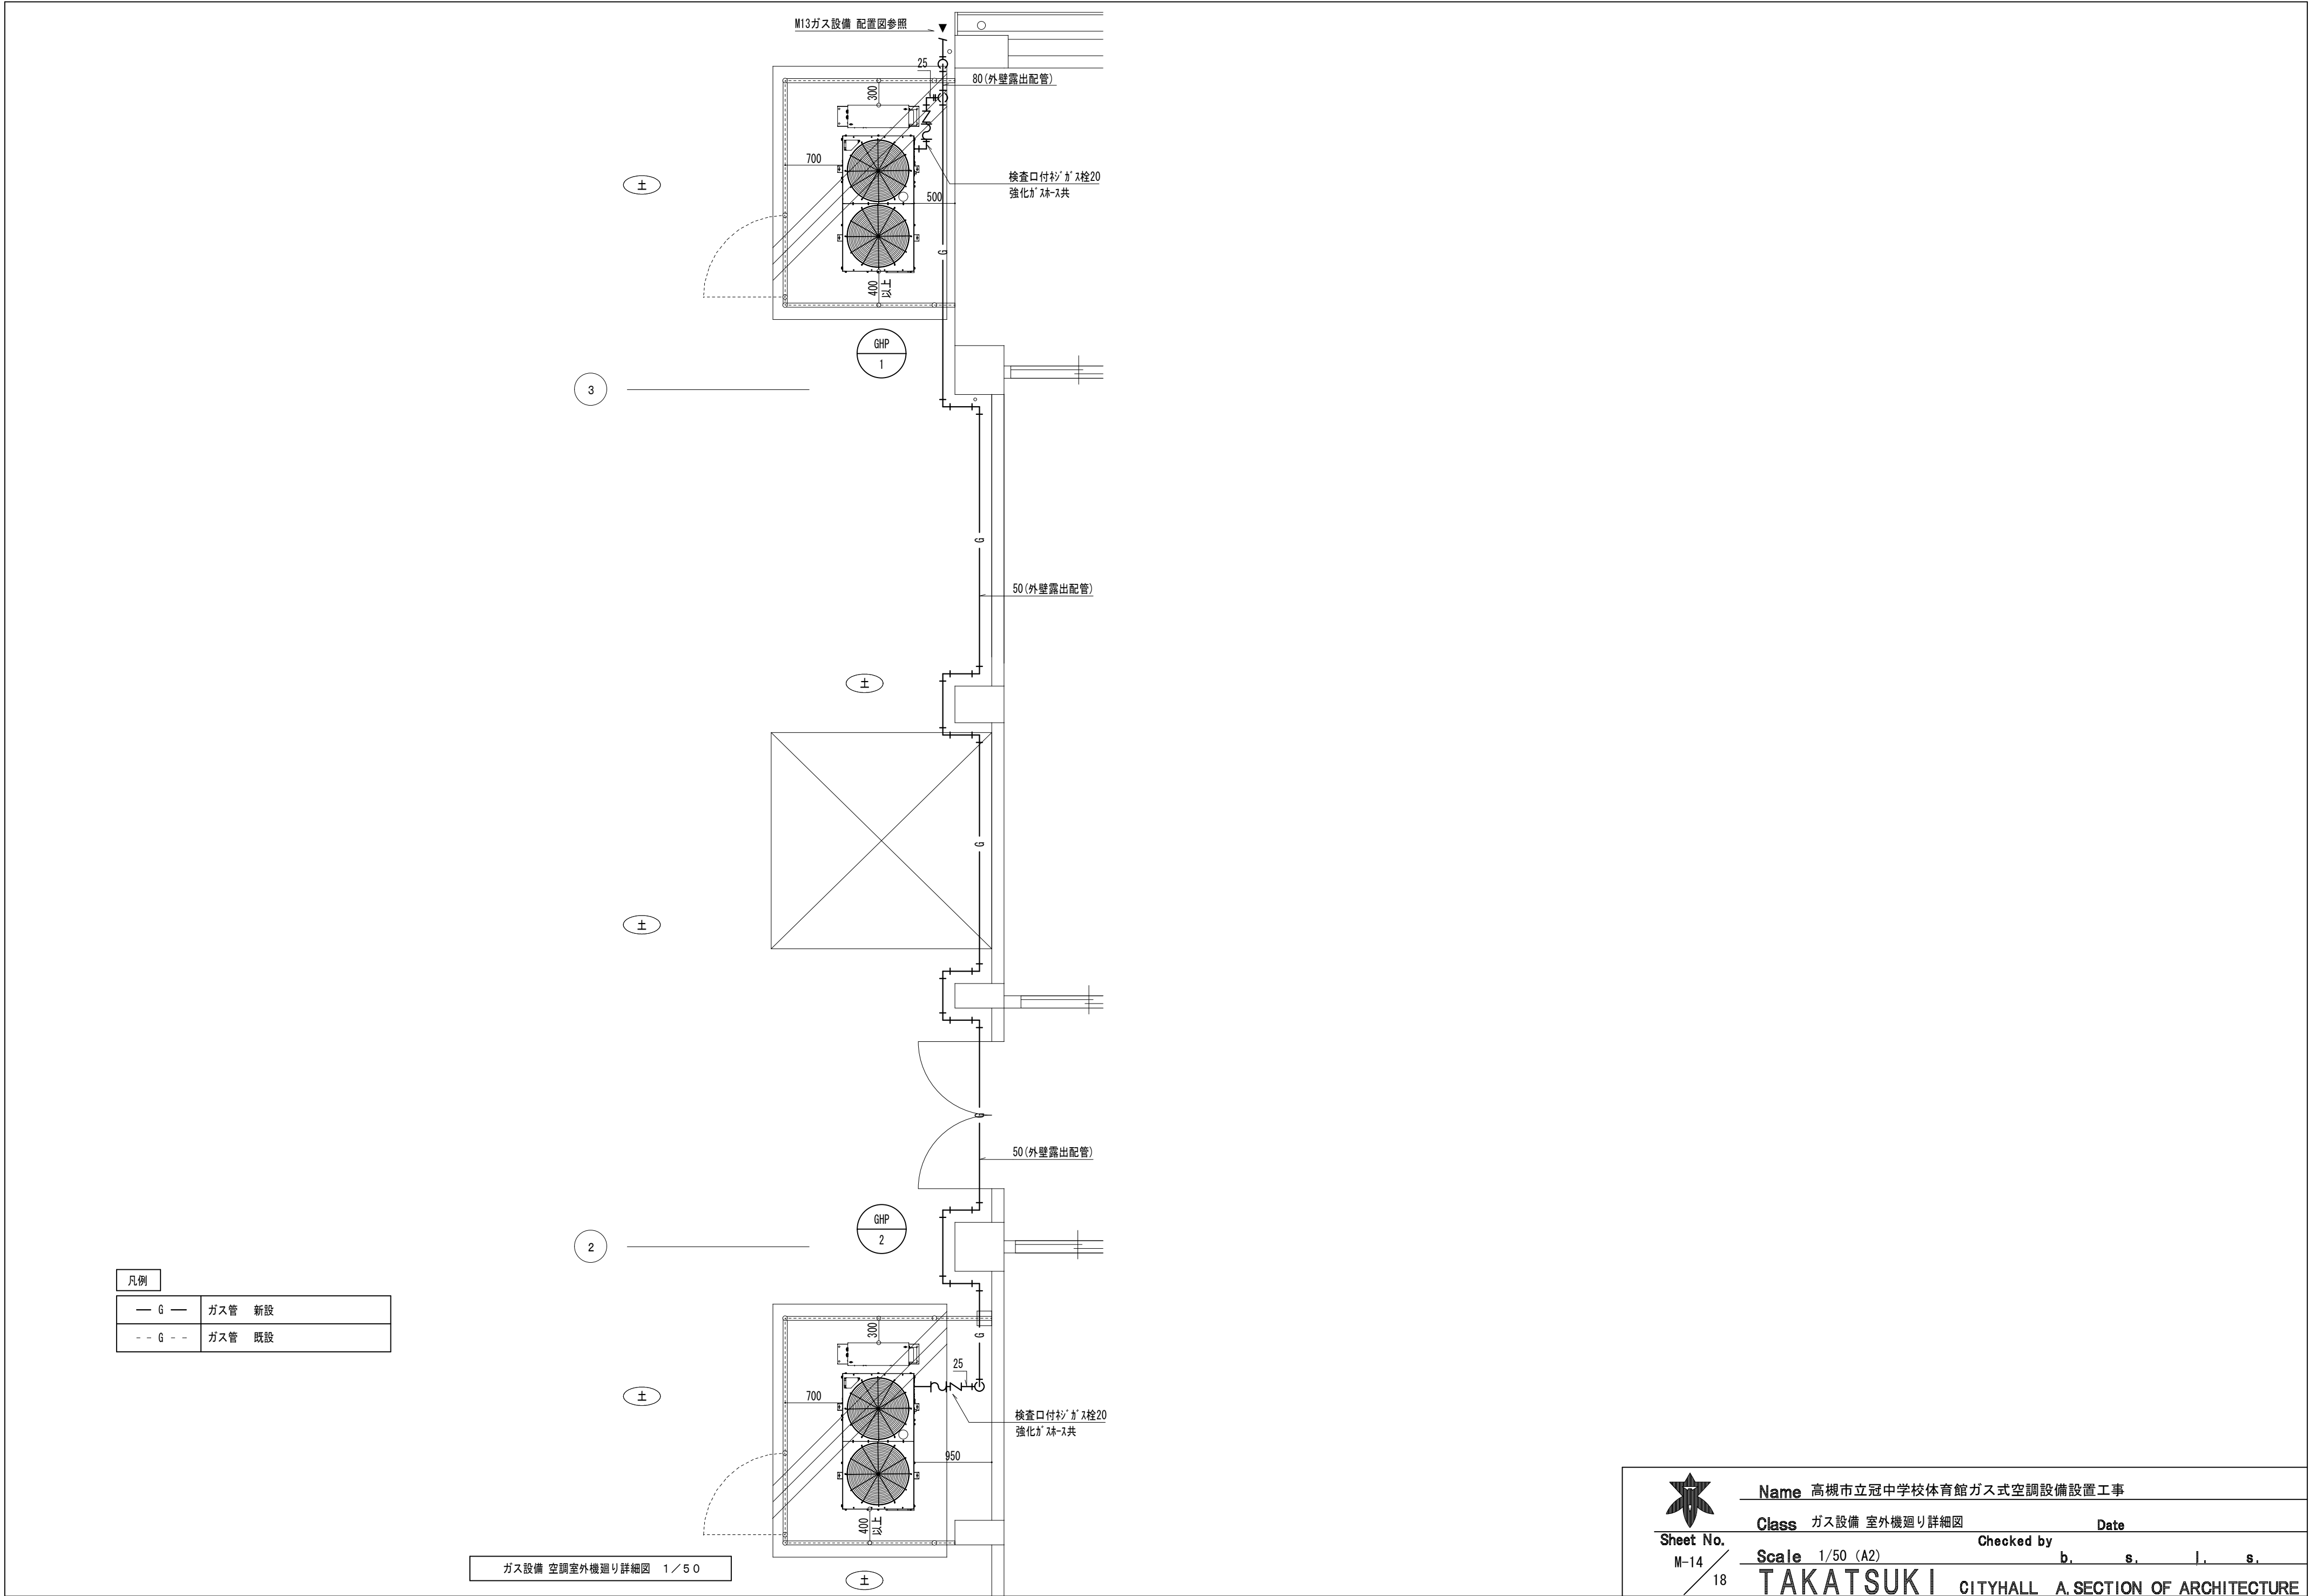 M13ガス設備 配置図参照
25
80(外壁露出配管)
300
700
土
検査口付ﾈｼﾞｶﾞｽ栓20
強化ｶﾞｽﾎｰｽ共
500
G
400
以上
GHP
1
3
G
50(外壁露出配管)
土
G
土
G
50(外壁露出配管)
GHP
2
2
凡例
G ガス管 新設
G ガス管 既設
300
G
25
700
土
検査口付ﾈｼﾞｶﾞｽ栓20
強化ｶﾞｽﾎｰｽ共
950
400
以上
ガス設備 空調室外機廻り詳細図 1/50
土
Name 高槻市立冠中学校体育館ガス式空調設備設置工事
Class ガス設備 室外機廻り詳細図 Date
Sheet No. Checked by
M-14/18 Scale 1/50 (A2) b. s. j. s.
TAKATSUKI CITYHALL A.SECTION OF ARCHITECTURE